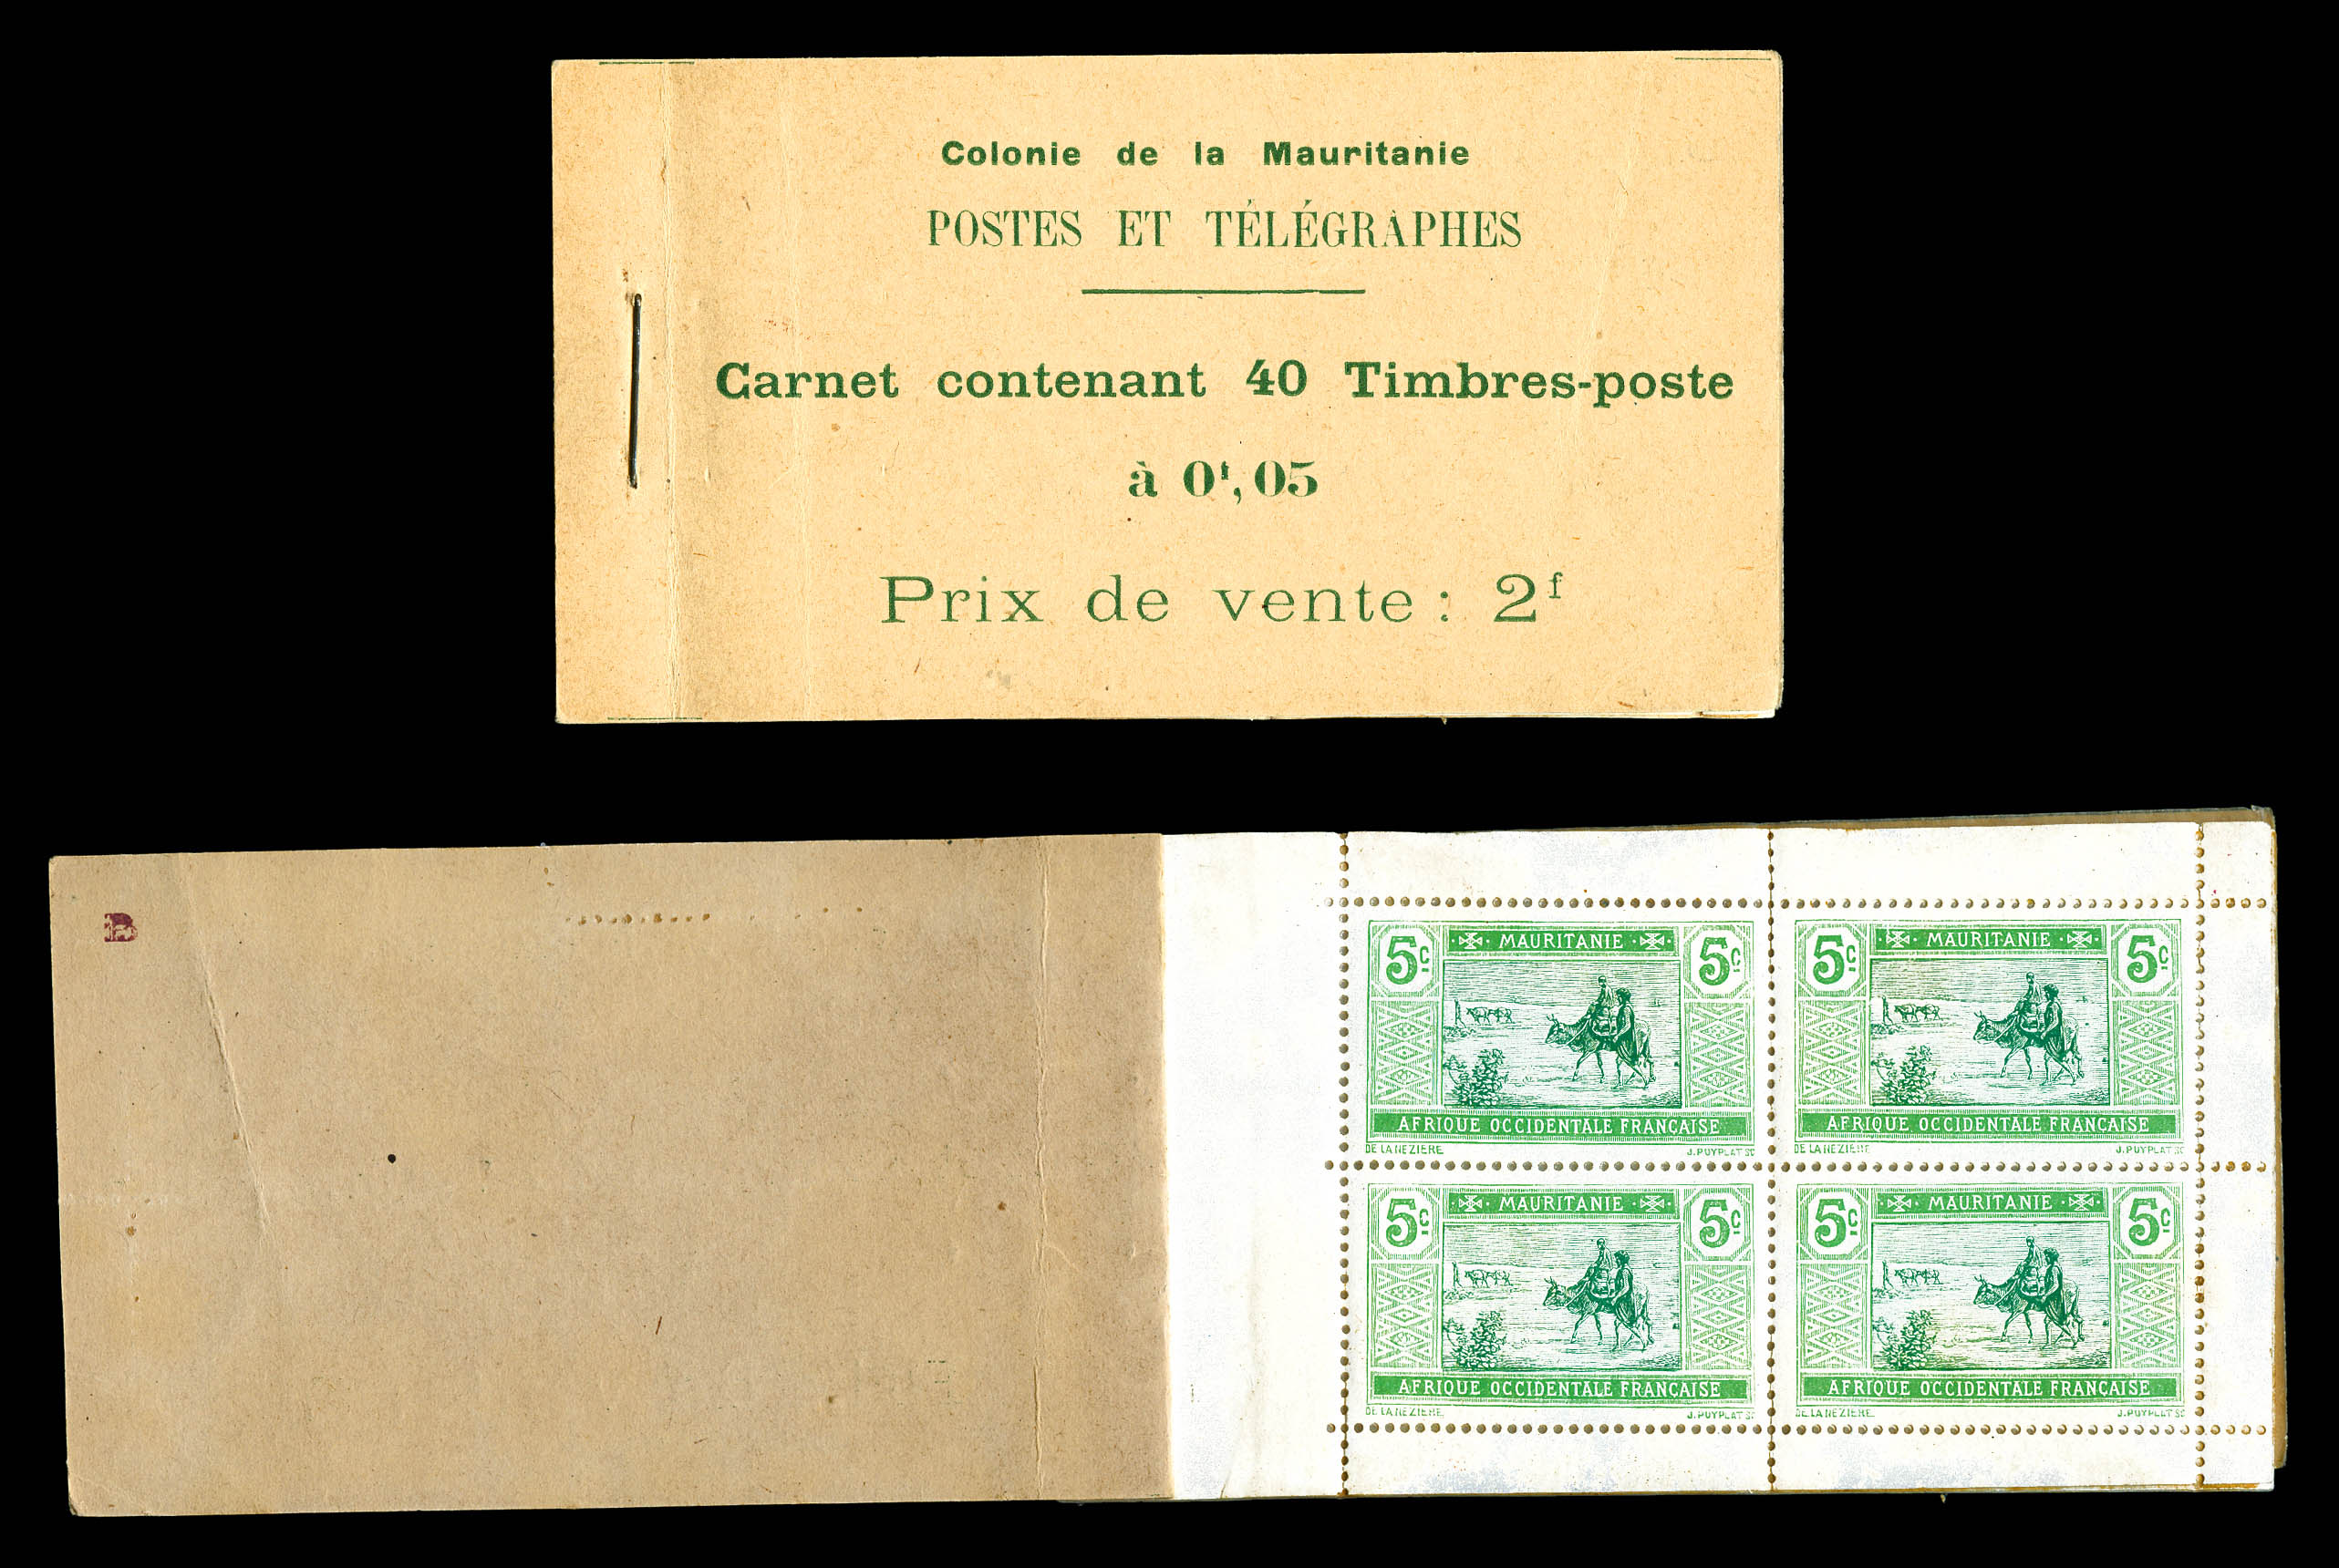 Colonie de la Mauritanie
POSTES ET TÉLÉGRAPHES
Carnet contenant 40 Timbres-poste
à 0f,05
Prix de vente : 2f
5c MAURITANIE 5c
AFRIQUE OCCIDENTALE FRANÇAISE
DE LA NEZIERE J. PUYPLAT SC
5c MAURITANIE 5c
AFRIQUE OCCIDENTALE FRANÇAISE
DE LA NEZIERE J. PUYPLAT SC
5c MAURITANIE 5c
AFRIQUE OCCIDENTALE FRANÇAISE
DE LA NEZIERE J. PUYPLAT SC
5c MAURITANIE 5c
AFRIQUE OCCIDENTALE FRANÇAISE
DE LA NEZIERE J. PUYPLAT SC